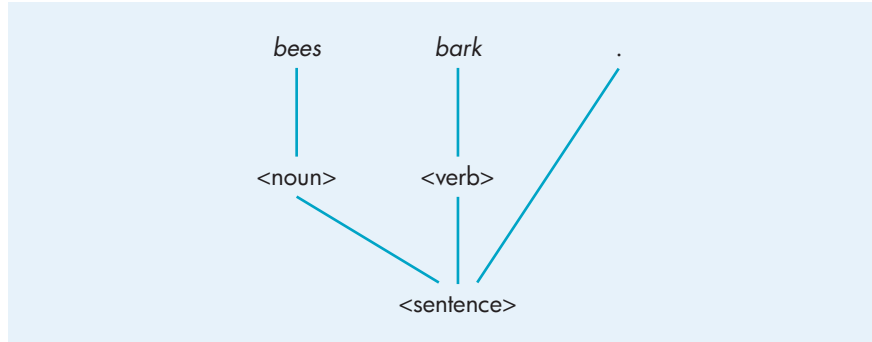 bees bark .
<noun> <verb>
<sentence>